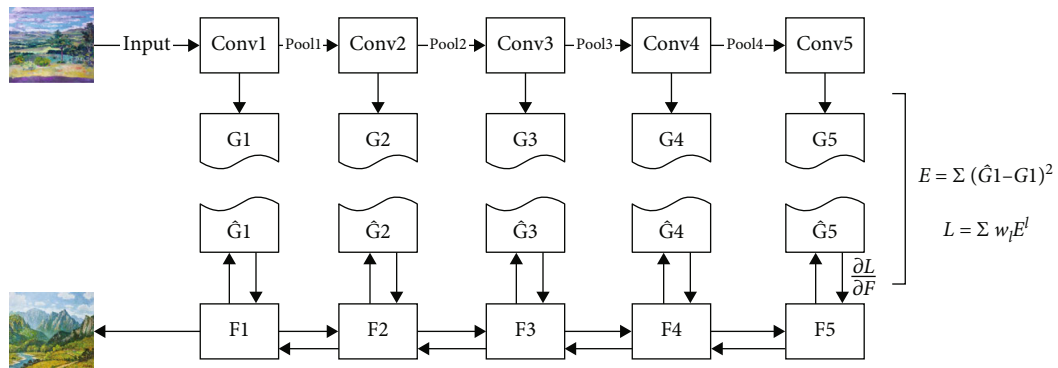 Input Conv1 Pool1 Conv2 Pool2 Conv3 Pool3 Conv4 Pool4 Conv5
G1 G2 G3 G4 G5
E = Σ (Ĝ1–G1)²
L = Σ w_l E^l
Ĝ1 Ĝ2 Ĝ3 Ĝ4 Ĝ5
∂L
∂F
F1 F2 F3 F4 F5